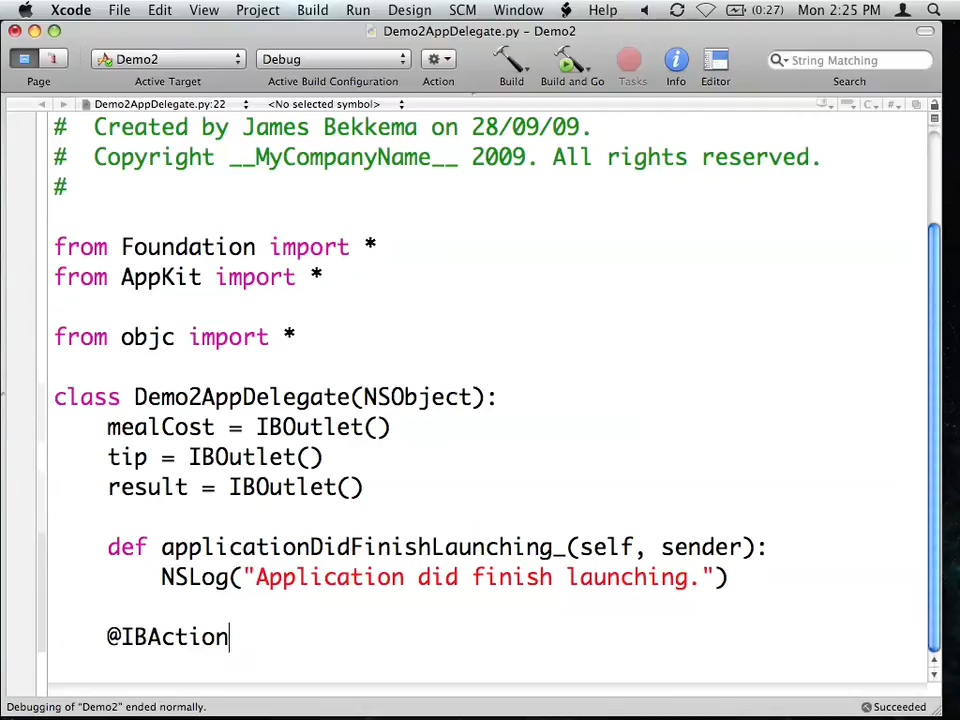 Xcode File Edit View Project Build Run Design SCM Window Help (0:27) Mon 2:25 PM
Demo2AppDelegate.py – Demo2
Demo2 Debug String Matching
Page Active Target Active Build Configuration Action Build Build and Go Tasks Info Editor Search
Demo2AppDelegate.py:22 <No selected symbol> C #
# Created by James Bekkema on 28/09/09.
# Copyright __MyCompanyName__ 2009. All rights reserved.
#
from Foundation import *
from AppKit import *
from objc import *
class Demo2AppDelegate(NSObject):
mealCost = IBOutlet()
tip = IBOutlet()
result = IBOutlet()
def applicationDidFinishLaunching_(self, sender):
NSLog("Application did finish launching.")
@IBAction
Debugging of "Demo2" ended normally. Succeeded